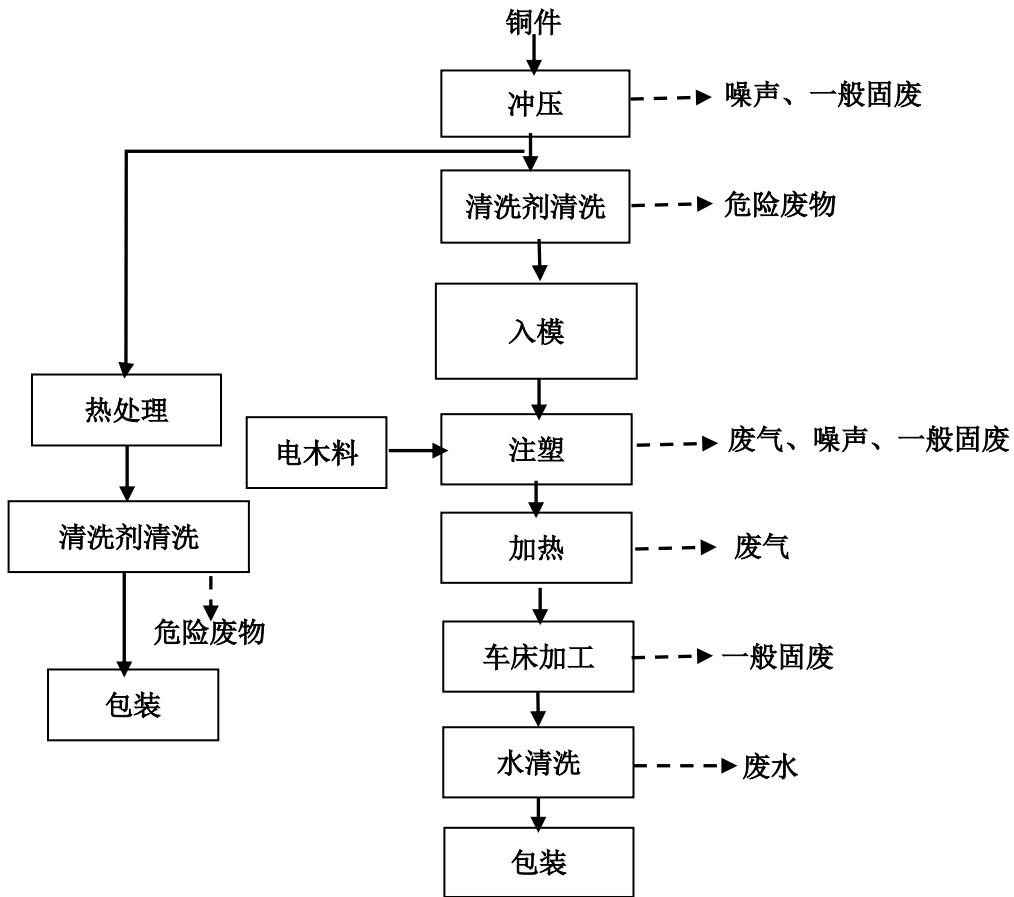 铜件
冲压
噪声、一般固废
清洗剂清洗
危险废物
入模
热处理
电木料
注塑
废气、噪声、一般固废
清洗剂清洗
加热
废气
危险废物
车床加工
一般固废
包装
水清洗
废水
包装